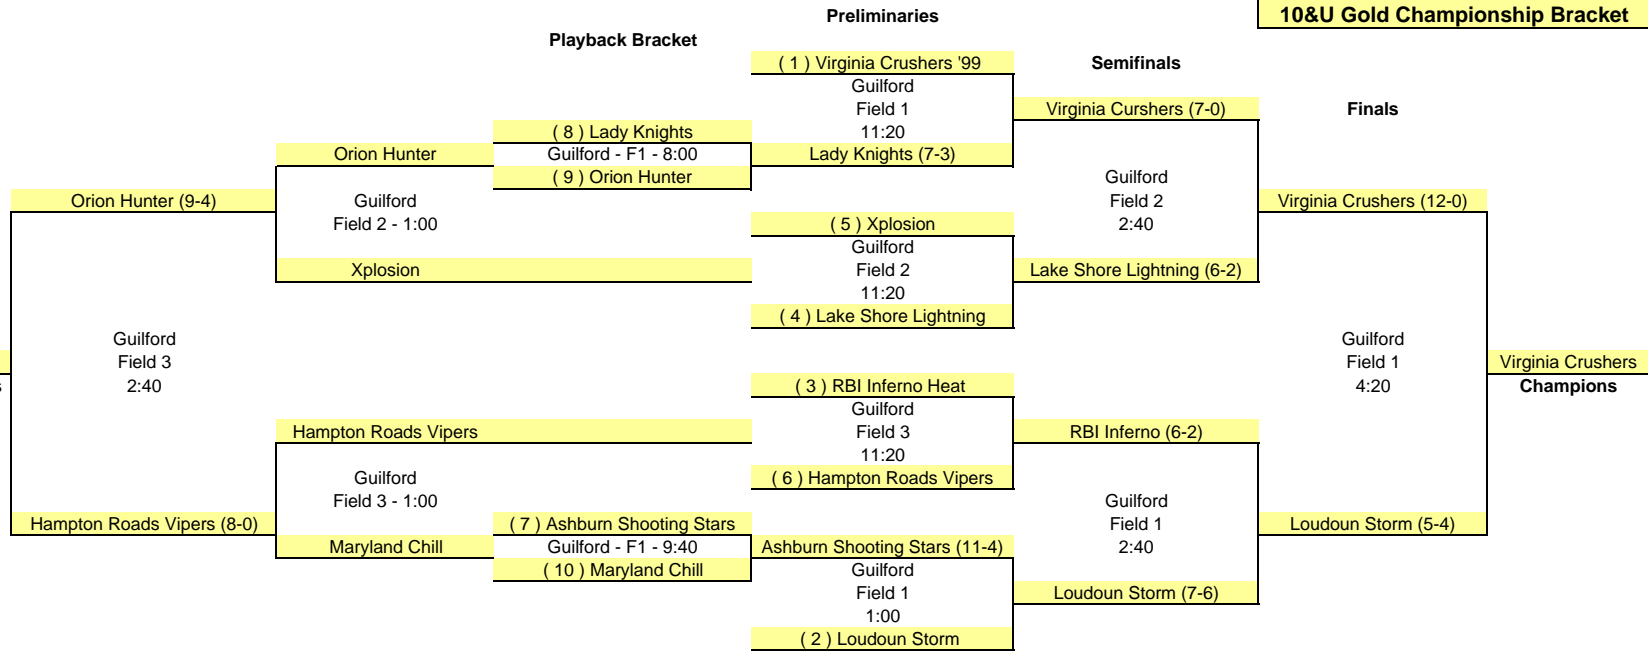 Preliminaries
10&U Gold Championship Bracket
Playback Bracket
( 1 ) Virginia Crushers '99
Semifinals
Guilford
Field 1
11:20
Virginia Curshers (7-0)
Finals
( 8 ) Lady Knights
Orion Hunter
Guilford - F1 - 8:00
Lady Knights (7-3)
( 9 ) Orion Hunter
Guilford
Field 2
2:40
Orion Hunter (9-4)
Guilford
Field 2 - 1:00
Virginia Crushers (12-0)
( 5 ) Xplosion
Guilford
Field 2
11:20
Xplosion
Lake Shore Lightning (6-2)
( 4 ) Lake Shore Lightning
Guilford
Field 3
2:40
Guilford
Field 1
4:20
Virginia Crushers
Champions
( 3 ) RBI Inferno Heat
Guilford
Field 3
11:20
Hampton Roads Vipers
RBI Inferno (6-2)
( 6 ) Hampton Roads Vipers
Guilford
Field 3 - 1:00
Guilford
Field 1
2:40
Hampton Roads Vipers (8-0)
( 7 ) Ashburn Shooting Stars
Loudoun Storm (5-4)
Maryland Chill
Guilford - F1 - 9:40
Ashburn Shooting Stars (11-4)
( 10 ) Maryland Chill
Guilford
Field 1
1:00
Loudoun Storm (7-6)
( 2 ) Loudoun Storm